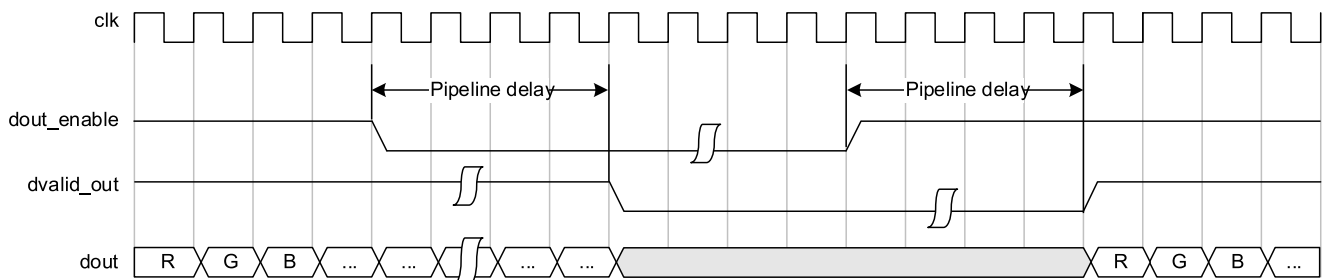 clk
Pipeline delay Pipeline delay
dout_enable
dvalid_out
dout R G B ... ... ... ... R G B ...